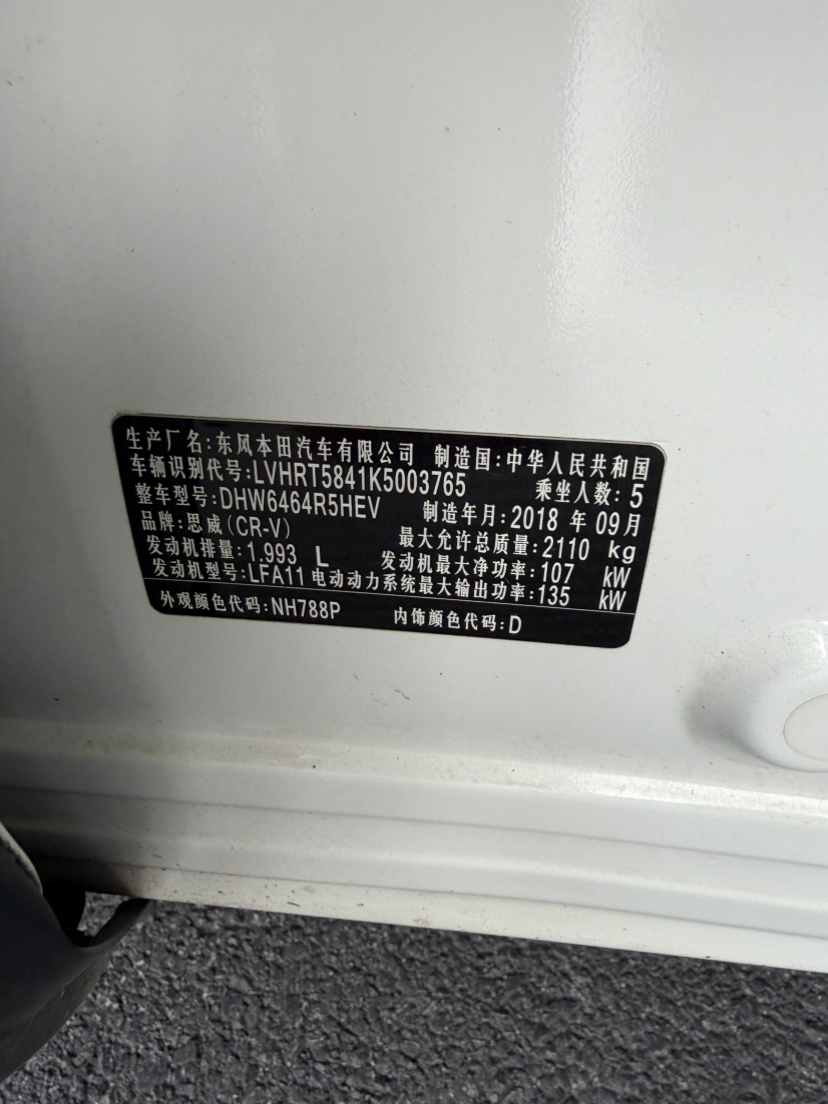 生产厂名:东风本田汽车有限公司 制造国:中华人民共和国
车辆识别代号:LVHRT5841K5003765 乘坐人数:5
整车型号:DHW6464R5HEV 制造年月:2018 年 09月
品牌:思威(CR-V) 最大允许总质量:2110 kg
发动机排量:1.993 L 发动机最大净功率:107 kW
发动机型号:LFA11 电动动力系统最大输出功率:135 kW
外观颜色代码:NH788P 内饰颜色代码:D